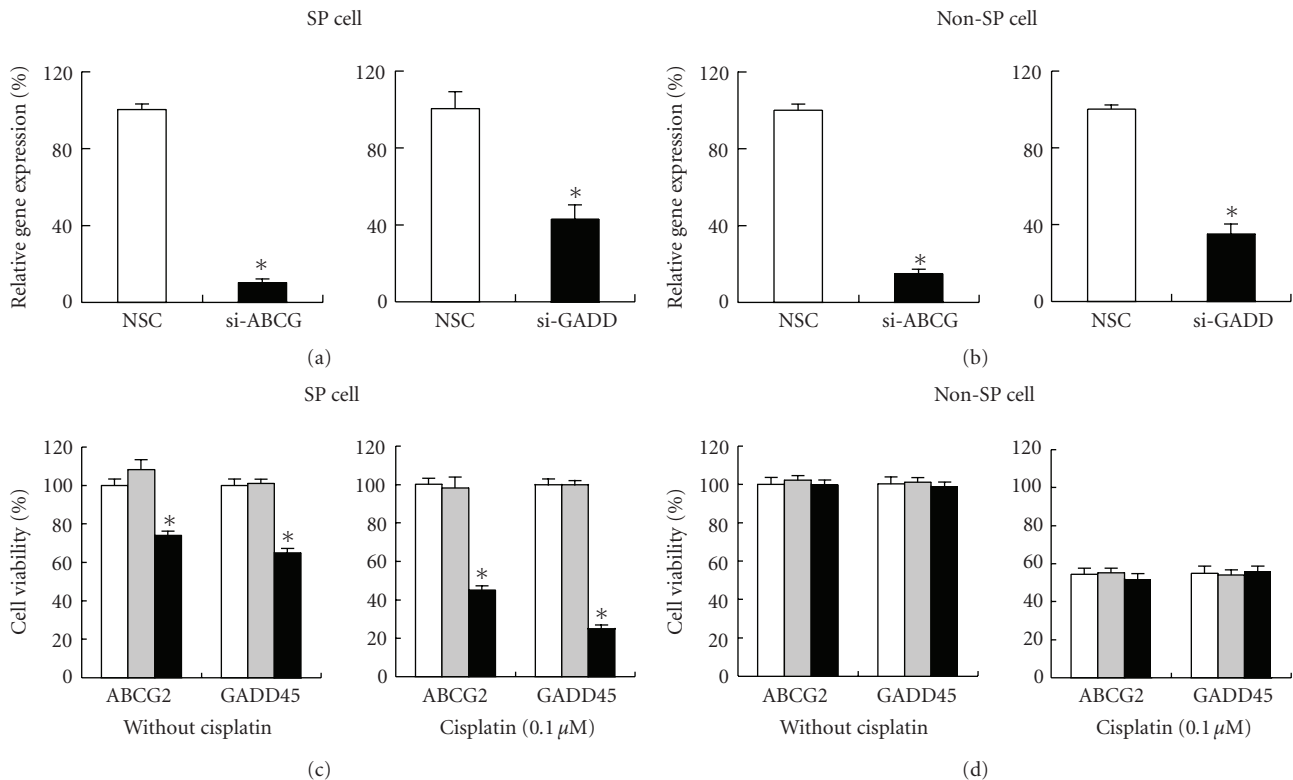 SP cell
Non-SP cell
Relative gene expression (%)
120
80
40
0
NSC
si-ABCG
*
120
80
40
0
NSC
si-GADD
*
(a)
Relative gene expression (%)
120
80
40
0
NSC
si-ABCG
*
120
80
40
0
NSC
si-GADD
*
(b)
SP cell
Non-SP cell
Cell viability (%)
120
100
80
60
40
20
0
*
*
ABCG2
GADD45
Without cisplatin
120
100
80
60
40
20
0
*
*
ABCG2
GADD45
Cisplatin (0.1 μM)
(c)
Cell viability (%)
120
100
80
60
40
20
0
ABCG2
GADD45
Without cisplatin
120
100
80
60
40
20
0
ABCG2
GADD45
Cisplatin (0.1 μM)
(d)